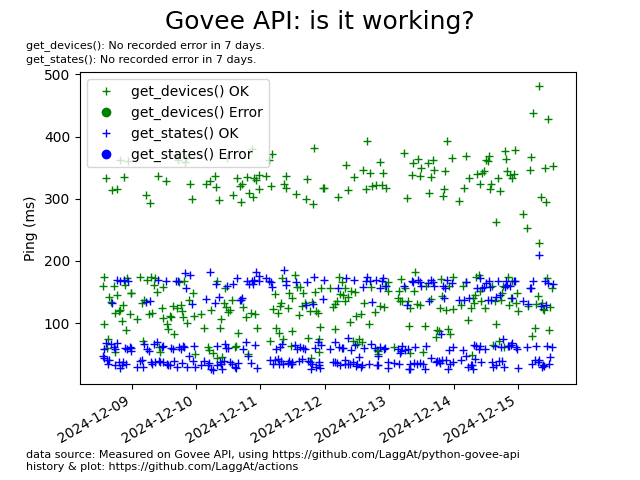 Govee API: is it working?
get_devices(): No recorded error in 7 days.
get_states(): No recorded error in 7 days.
500
400
300
200
100
Ping (ms)
get_devices() OK
get_devices() Error
get_states() OK
get_states() Error
2024-12-09
2024-12-10
2024-12-11
2024-12-12
2024-12-13
2024-12-14
2024-12-15
data source: Measured on Govee API, using https://github.com/LaggAt/python-govee-api
history & plot: https://github.com/LaggAt/actions